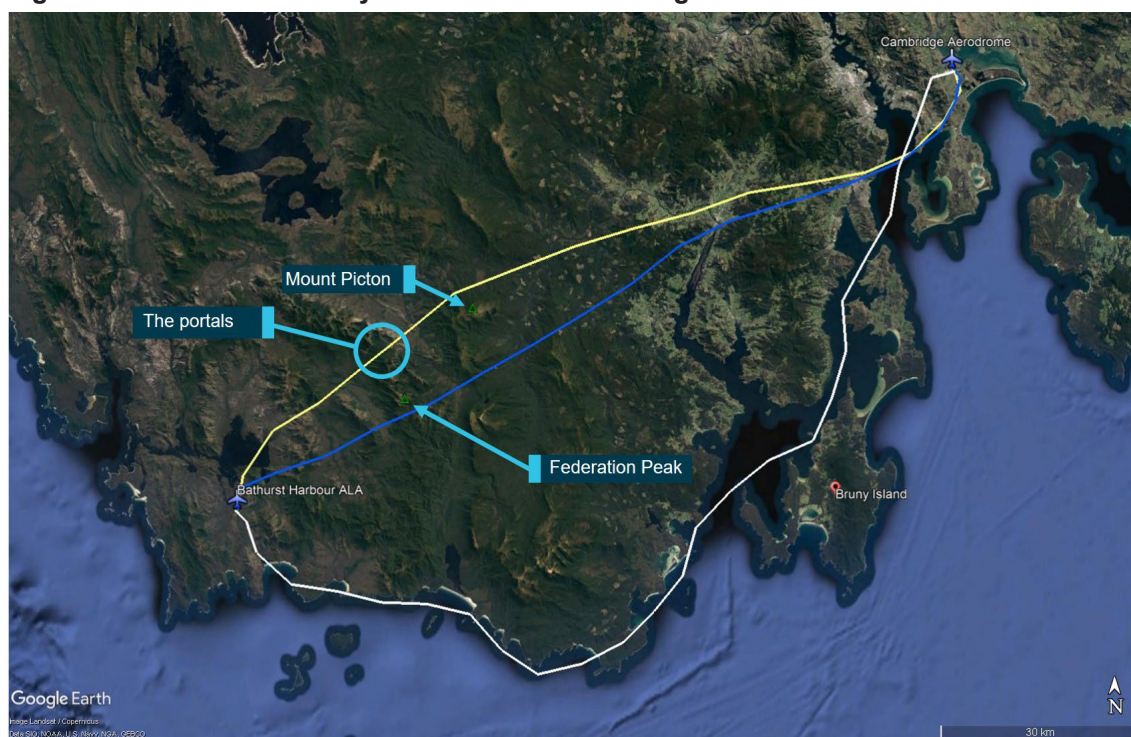 Cambridge Aerodrome
Mount Picton
The portals
Federation Peak
Bathurst Harbour ALA
Bruny Island
Google Earth
Image Landsat / Copernicus
Data SIO, NOAA, U.S. Navy, NGA, GEBCO
N
30 km